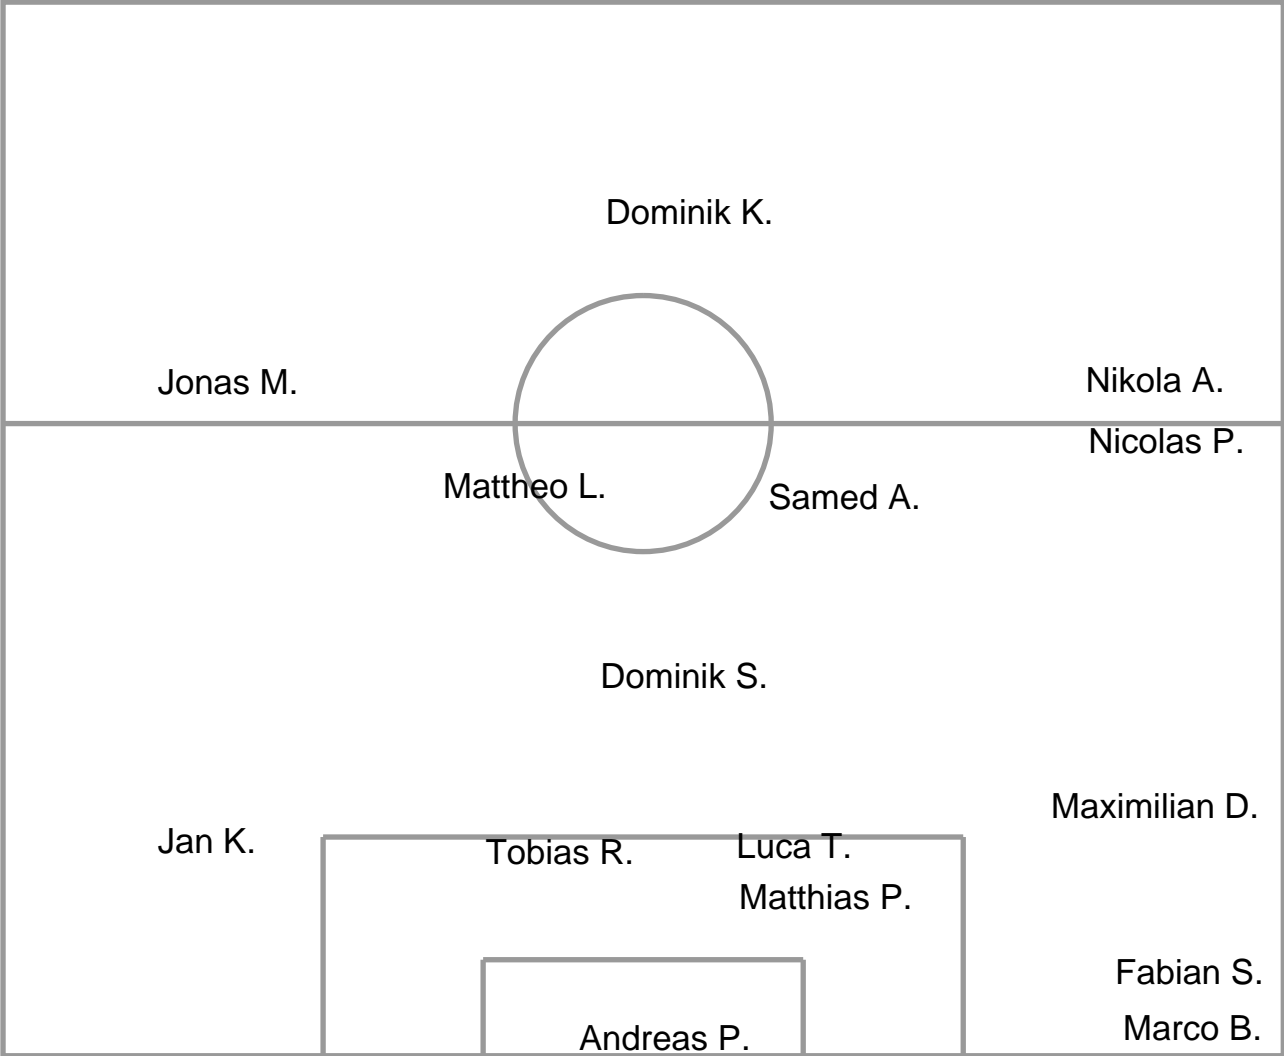 Dominik K.
Jonas M.
Nikola A.
Nicolas P.
Mattheo L.
Samed A.
Dominik S.
Maximilian D.
Jan K.
Tobias R.
Luca T.
Matthias P.
Fabian S.
Marco B.
Andreas P.